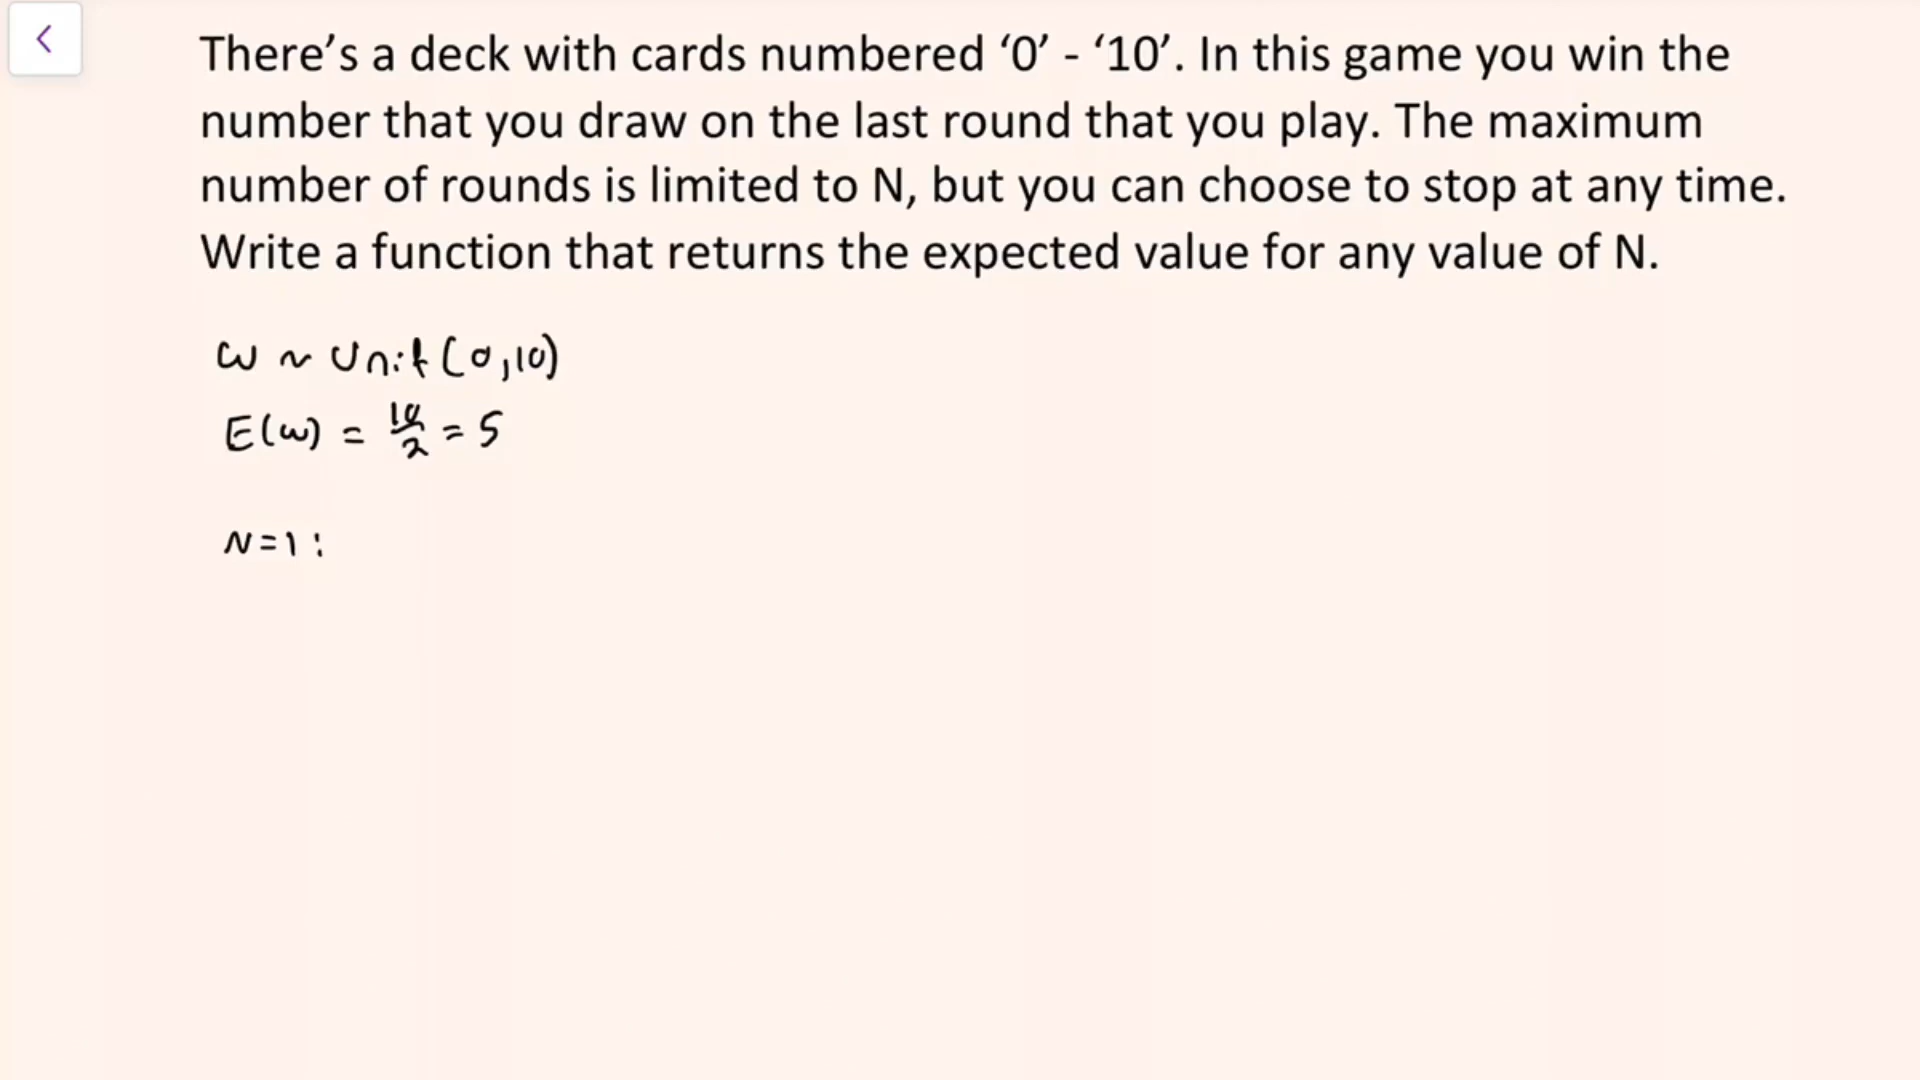 There’s a deck with cards numbered ‘0’ - ‘10’. In this game you win the
number that you draw on the last round that you play. The maximum
number of rounds is limited to N, but you can choose to stop at any time.
Write a function that returns the expected value for any value of N.
W ~ Unif(0,10)
E(W) = 10/2 = 5
N=1: